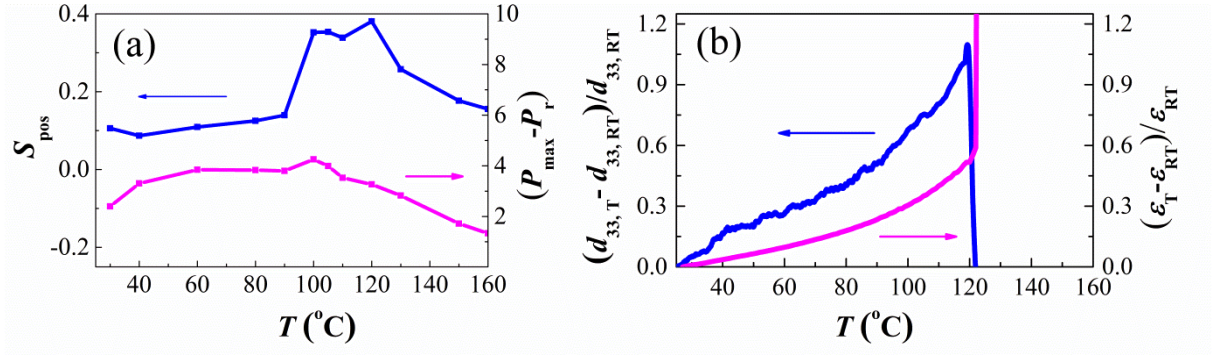 (a)
0.4
0.2
0.0
-0.2
S_pos
10
8
6
4
2
(P_max-P_r)
40 60 80 100 120 140 160
T (°C)
(b)
1.2
0.9
0.6
0.3
0.0
(d_33, T - d_33, RT)/d_33, RT
1.2
0.9
0.6
0.3
0.0
(ε_T-ε_RT)/ε_RT
40 60 80 100 120 140 160
T (°C)